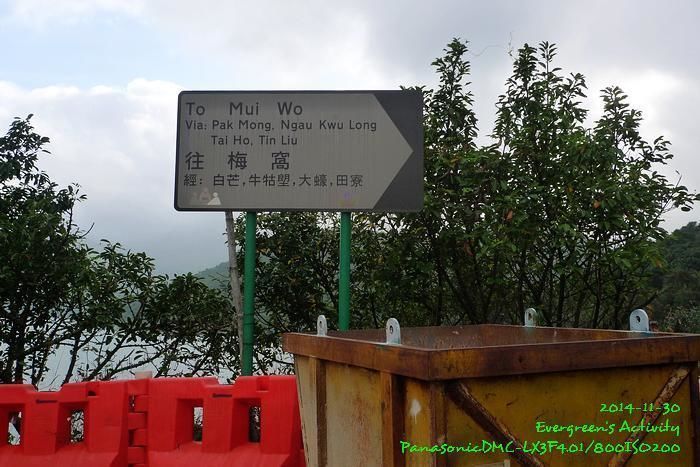 To Mui Wo
Via: Pak Mong, Ngau Kwu Long
Tai Ho, Tin Liu
往 梅 窩
經: 白芒,牛牯塱,大蠔,田寮
2014-11-30
Evergreen's Activity
PanasonicDMC-LX3F4.01/800ISO200